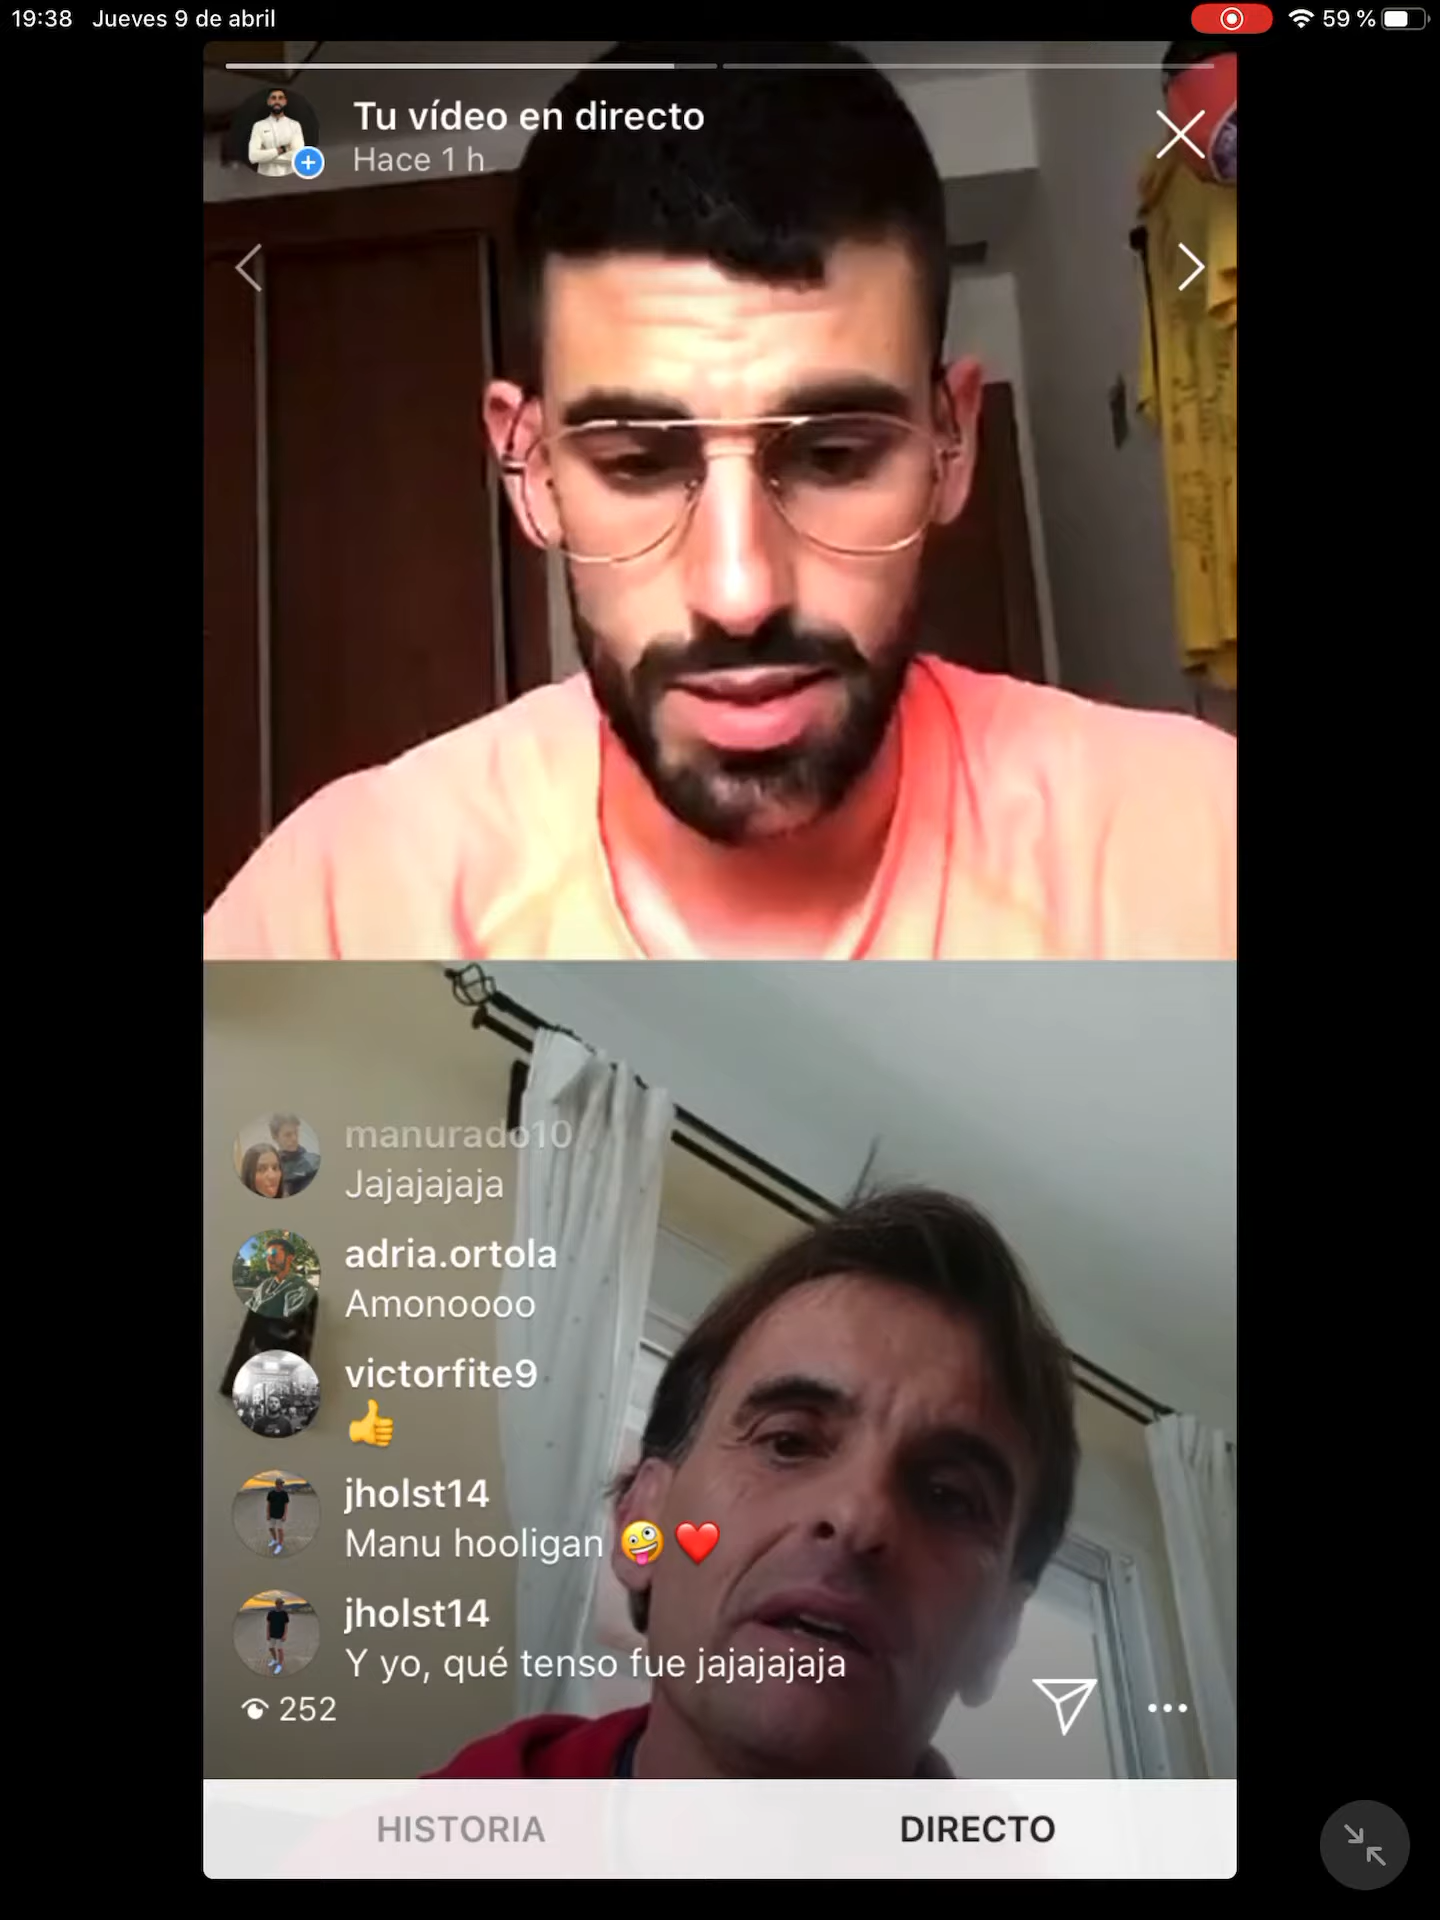 19:38 Jueves 9 de abril
59 %
Tu vídeo en directo
Hace 1 h
manurado10
Jajajajaja
adria.ortola
Amonoooo
victorfite9
👍
jholst14
Manu hooligan 🤪❤️
jholst14
Y yo, qué tenso fue jajajajaja
252
HISTORIA
DIRECTO